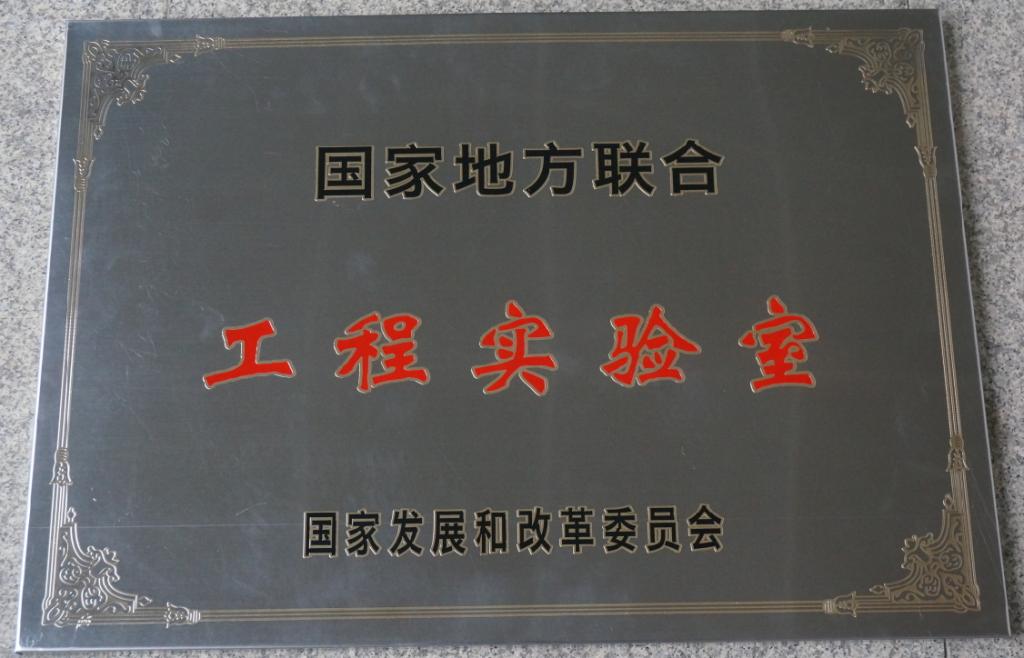 国家地方联合
工程实验室
国家发展和改革委员会